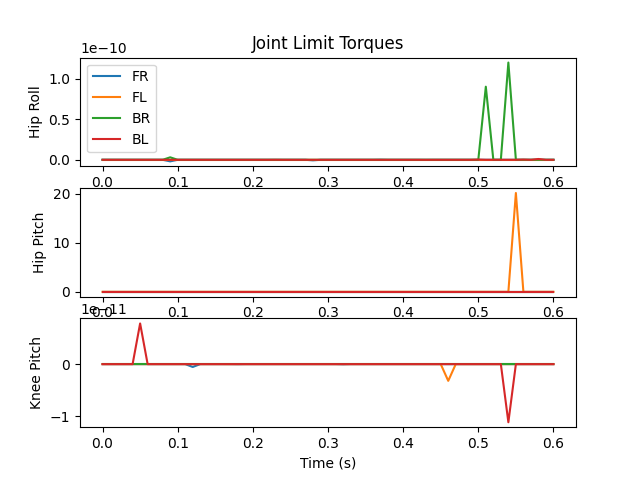 Joint Limit Torques
1e−10
1.0
0.5
0.0
Hip Roll
FR
FL
BR
BL
0.0 0.1 0.2 0.3 0.4 0.5 0.6
20
10
0
Hip Pitch
0.0 0.1 0.2 0.3 0.4 0.5 0.6
1e−11
0
−1
Knee Pitch
0.0 0.1 0.2 0.3 0.4 0.5 0.6
Time (s)